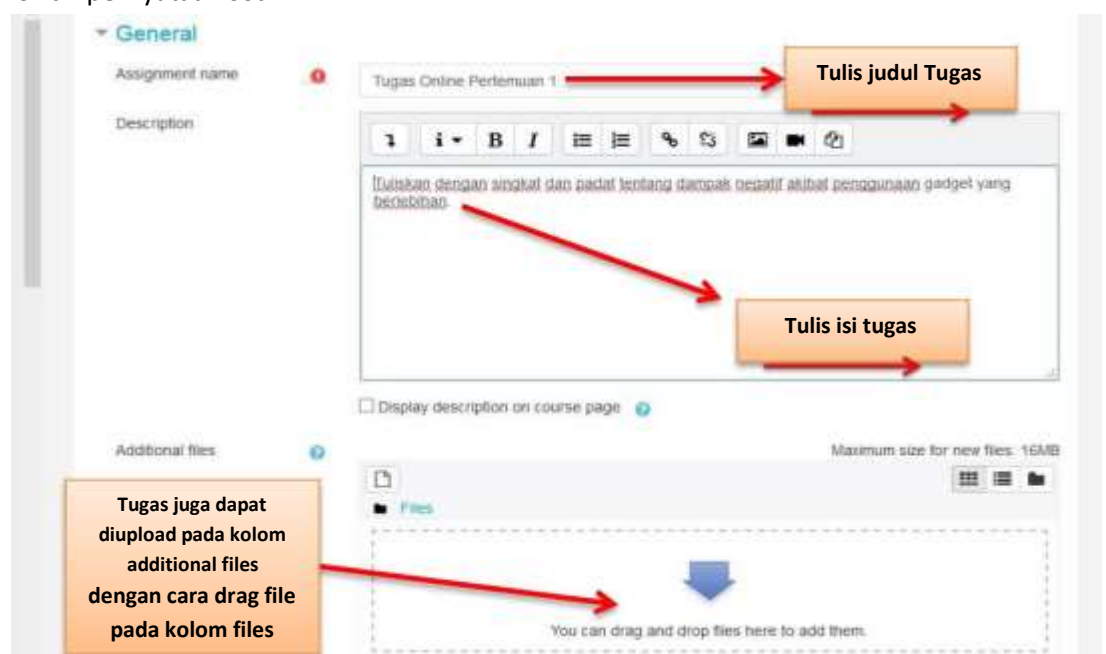 General
Assignment name
Tugas Online Pertemuan 1
Tulis judul Tugas
Description
i B I
Tuliskan dengan singkat dan padat tentang dampak negatif akibat penggunaan gadget yang
berlebihan.
Tulis isi tugas
Display description on course page
Additional files
Maximum size for new files: 16MB
Files
Tugas juga dapat
diupload pada kolom
additional files
dengan cara drag file
pada kolom files
You can drag and drop files here to add them.